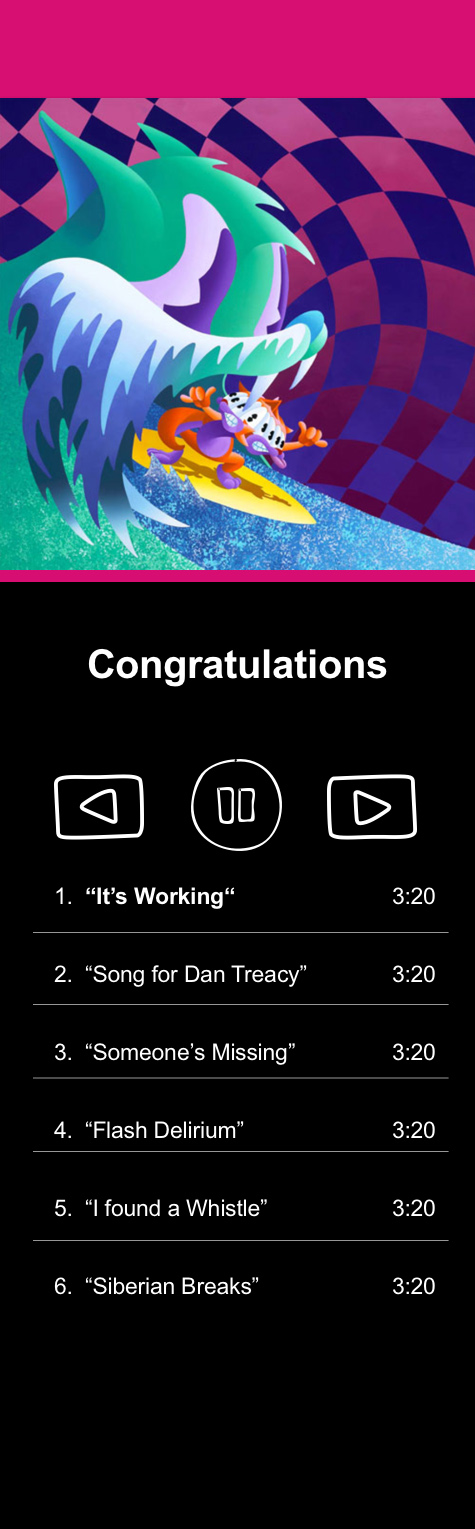 Congratulations
1. “It’s Working“ 3:20
2. “Song for Dan Treacy” 3:20
3. “Someone’s Missing” 3:20
4. “Flash Delirium” 3:20
5. “I found a Whistle” 3:20
6. “Siberian Breaks” 3:20